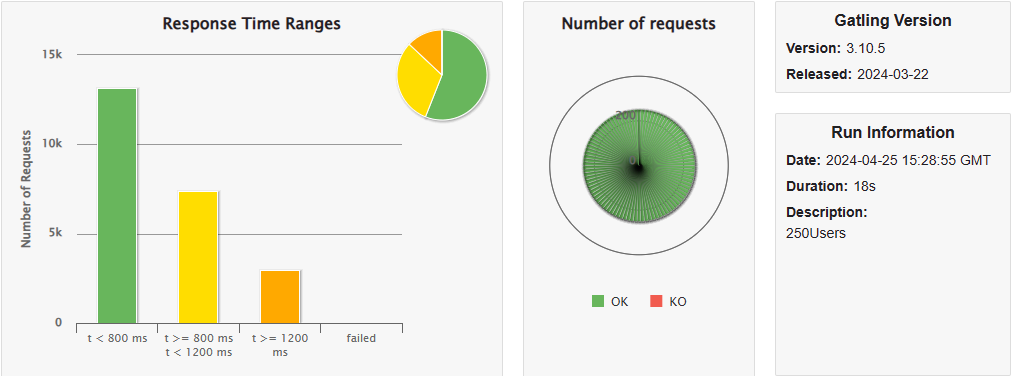 Response Time Ranges
Number of Requests
15k
10k
5k
0
t < 800 ms
t >= 800 ms
t < 1200 ms
t >= 1200
ms
failed
Number of requests
200
OK
KO
Gatling Version
Version: 3.10.5
Released: 2024-03-22
Run Information
Date: 2024-04-25 15:28:55 GMT
Duration: 18s
Description:
250Users